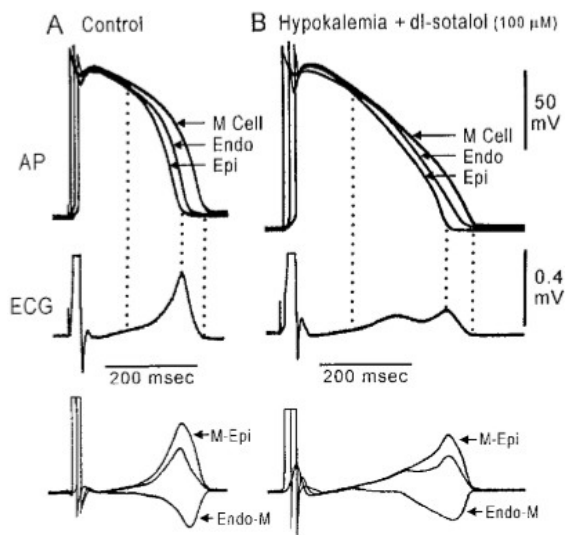 A Control
B Hypokalemia + dl-sotalol (100 µM)
AP
M Cell
Endo
Epi
M Cell
Endo
Epi
50
mV
ECG
0.4
mV
200 msec
200 msec
M-Epi
Endo-M
M-Epi
Endo-M